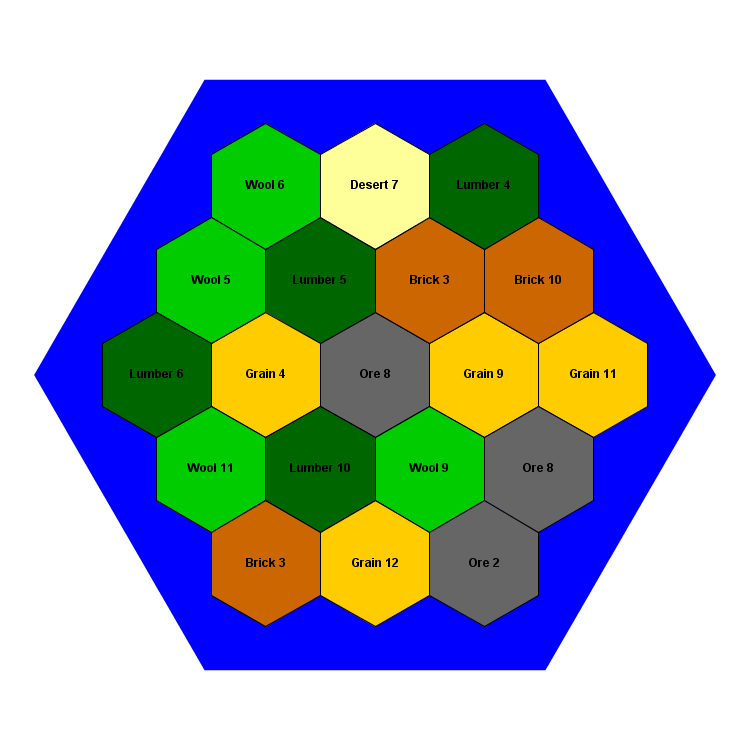 Wool 6
Desert 7
Lumber 4
Wool 5
Lumber 5
Brick 3
Brick 10
Lumber 6
Grain 4
Ore 8
Grain 9
Grain 11
Wool 11
Lumber 10
Wool 9
Ore 8
Brick 3
Grain 12
Ore 2